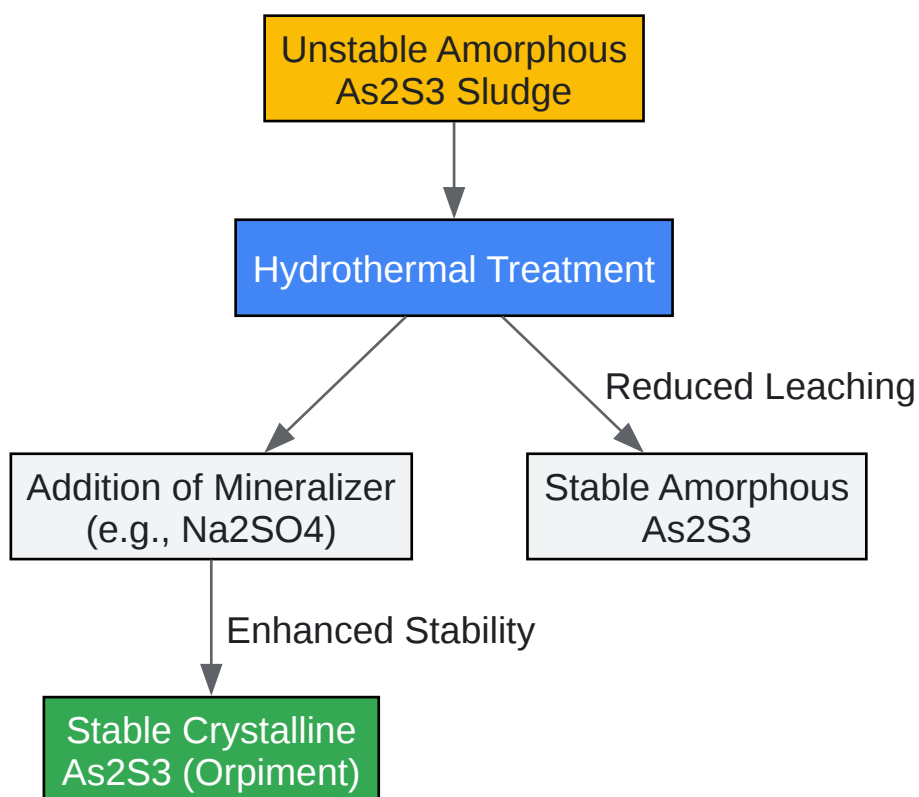 Unstable Amorphous
As2S3 Sludge
Hydrothermal Treatment
Reduced Leaching
Addition of Mineralizer
(e.g., Na2SO4)
Stable Amorphous
As2S3
Enhanced Stability
Stable Crystalline
As2S3 (Orpiment)